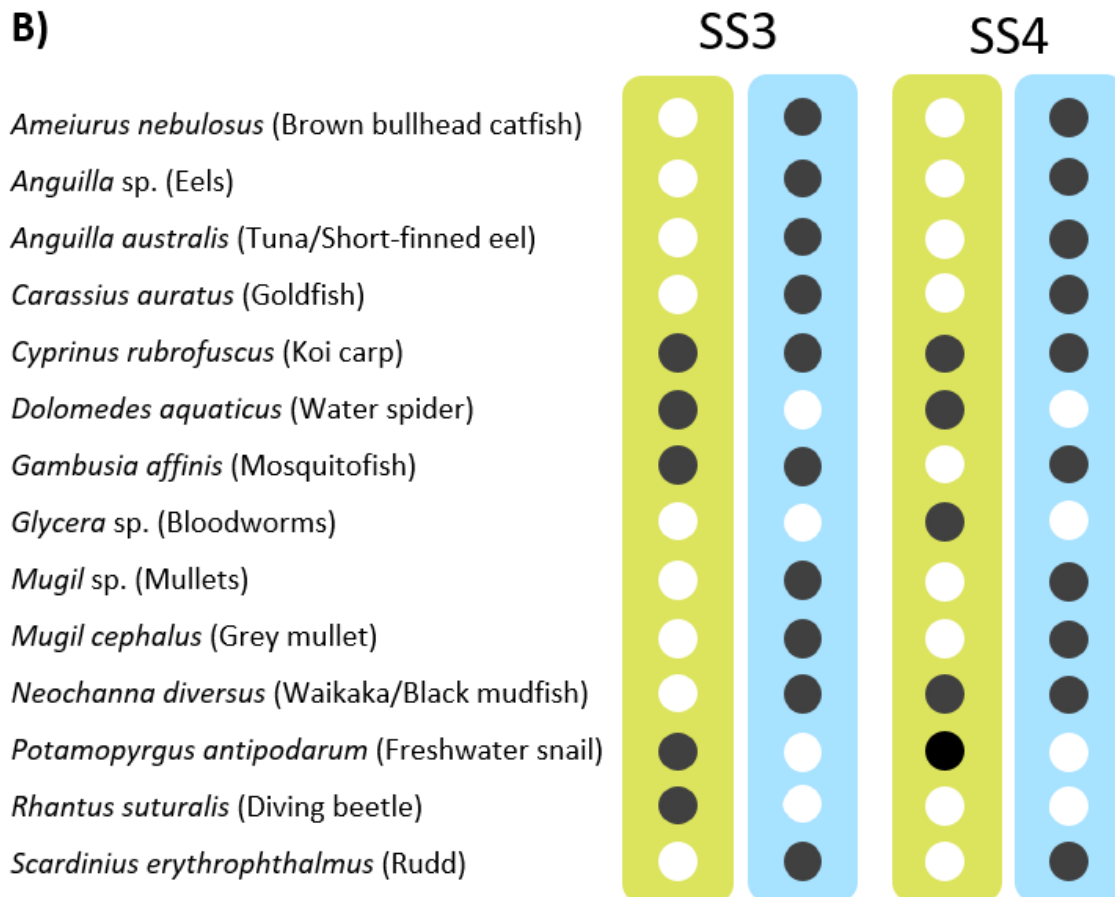 B)
SS3 SS4
Ameiurus nebulosus (Brown bullhead catfish)
Anguilla sp. (Eels)
Anguilla australis (Tuna/Short-finned eel)
Carassius auratus (Goldfish)
Cyprinus rubrofuscus (Koi carp)
Dolomedes aquaticus (Water spider)
Gambusia affinis (Mosquitofish)
Glycera sp. (Bloodworms)
Mugil sp. (Mullets)
Mugil cephalus (Grey mullet)
Neochanna diversus (Waikaka/Black mudfish)
Potamopyrgus antipodarum (Freshwater snail)
Rhantus suturalis (Diving beetle)
Scardinius erythrophthalmus (Rudd)